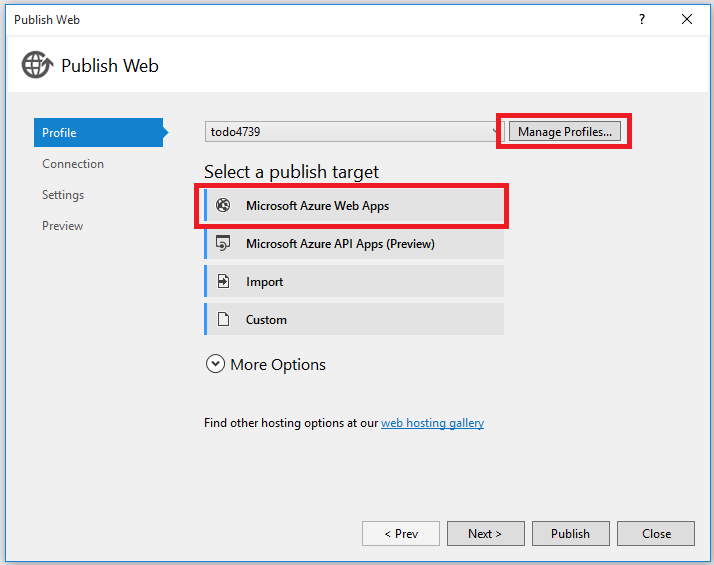 Publish Web
?
Publish Web
Profile
Connection
Settings
Preview
todo4739
Manage Profiles...
Select a publish target
Microsoft Azure Web Apps
Microsoft Azure API Apps (Preview)
Import
Custom
More Options
Find other hosting options at our web hosting gallery
< Prev
Next >
Publish
Close